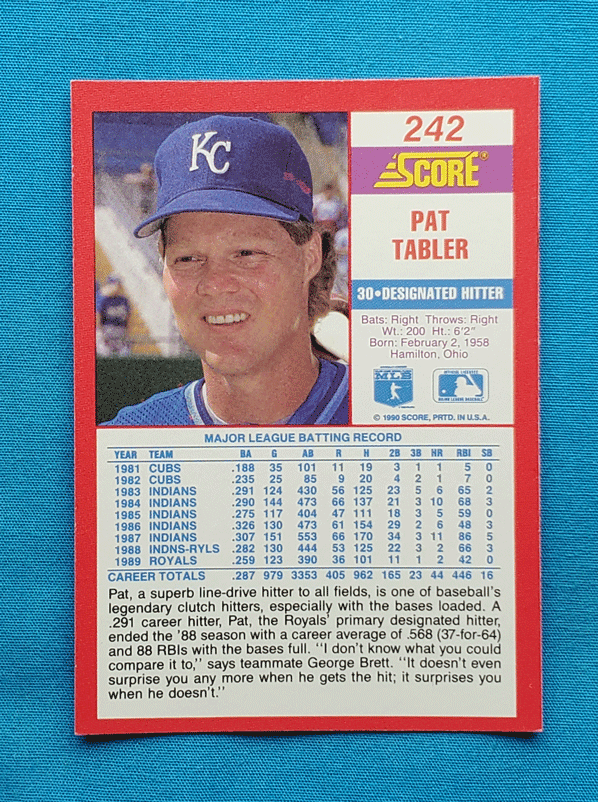 KC
242
SCORE®
PAT
TABLER
30•DESIGNATED HITTER
Bats: Right Throws: Right
Wt.: 200 Ht.: 6'2"
Born: February 2, 1958
Hamilton, Ohio
MLB
© 1990 SCORE, PRTD. IN U.S.A.
MAJOR LEAGUE BATTING RECORD
YEAR TEAM BA G AB R H 2B 3B HR RBI SB
1981 CUBS .188 35 101 11 19 3 1 1 5 0
1982 CUBS .235 25 85 9 20 4 2 1 7 0
1983 INDIANS .291 124 430 56 125 23 5 6 65 2
1984 INDIANS .290 144 473 66 137 21 3 10 68 3
1985 INDIANS .275 117 404 47 111 18 3 5 59 0
1986 INDIANS .326 130 473 61 154 29 2 6 48 3
1987 INDIANS .307 151 553 66 170 34 3 11 86 5
1988 INDNS-RYLS .282 130 444 53 125 22 3 2 66 3
1989 ROYALS .259 123 390 36 101 11 1 2 42 0
CAREER TOTALS .287 979 3353 405 962 165 23 44 446 16
Pat, a superb line-drive hitter to all fields, is one of baseball's
legendary clutch hitters, especially with the bases loaded. A
.291 career hitter, Pat, the Royals' primary designated hitter,
ended the '88 season with a career average of .568 (37-for-64)
and 88 RBIs with the bases full. "I don't know what you could
compare it to," says teammate George Brett. "It doesn't even
surprise you any more when he gets the hit; it surprises you
when he doesn't."